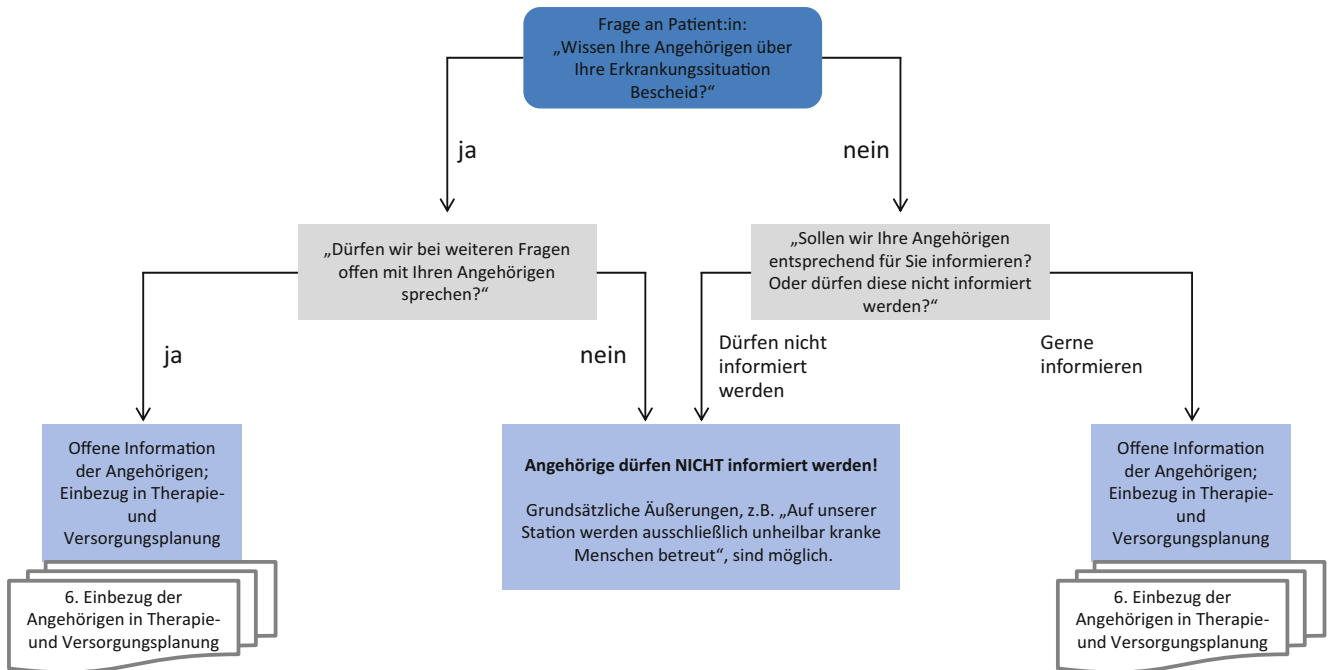 Frage an Patient:in:
„Wissen Ihre Angehörigen über
Ihre Erkrankungssituation
Bescheid?“
ja
nein
„Dürfen wir bei weiteren Fragen
offen mit Ihren Angehörigen
sprechen?“
„Sollen wir Ihre Angehörigen
entsprechend für Sie informieren?
Oder dürfen diese nicht informiert
werden?“
ja
nein
Dürfen nicht
informiert
werden
Gerne
informieren
Offene Information
der Angehörigen;
Einbezug in Therapie-
und
Versorgungsplanung
Angehörige dürfen NICHT informiert werden!
Grundsätzliche Äußerungen, z.B. „Auf unserer
Station werden ausschließlich unheilbar kranke
Menschen betreut“, sind möglich.
Offene Information
der Angehörigen;
Einbezug in Therapie-
und
Versorgungsplanung
6. Einbezug der
Angehörigen in Therapie-
und Versorgungsplanung
6. Einbezug der
Angehörigen in Therapie-
und Versorgungsplanung